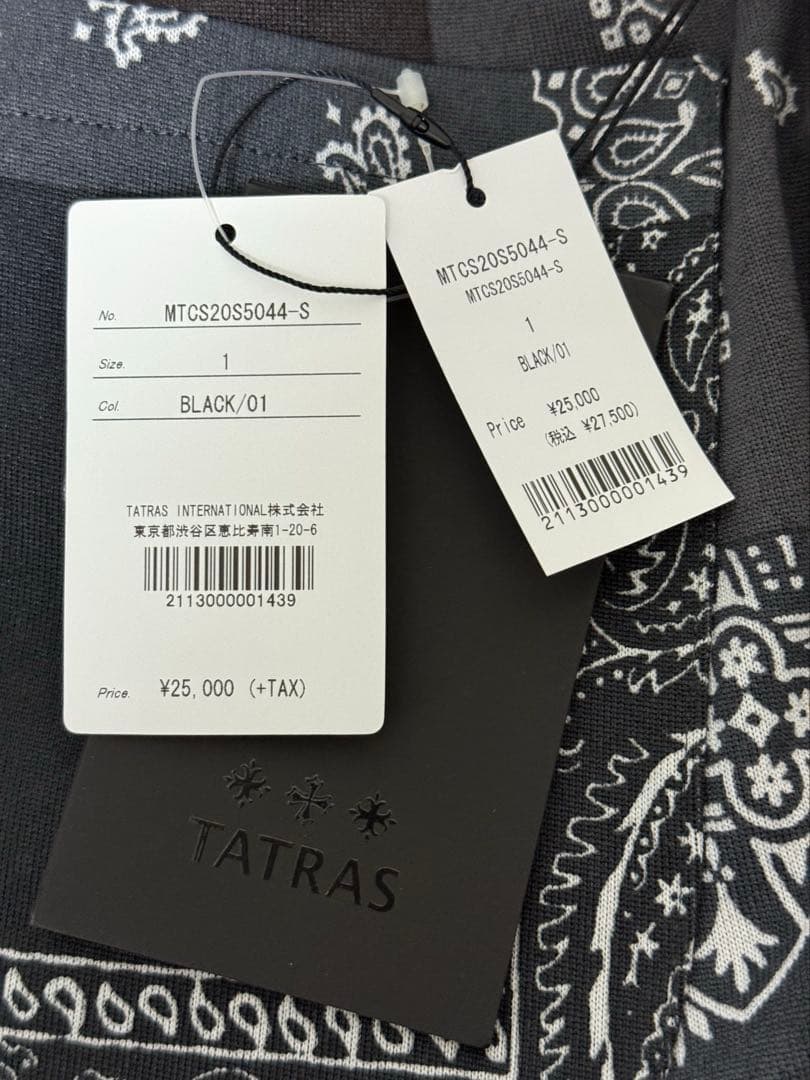 No. MTCS20S5044-S
Size. 1
Col. BLACK/01
TATRAS INTERNATIONAL株式会社
東京都渋谷区恵比寿南1-20-6
2113000001439
Price. ¥25,000 (+TAX)
MTCS20S5044-S
MTCS20S5044-S
1
BLACK/01
Price ¥25,000
(税込 ¥27,500)
2113000001439
TATRAS